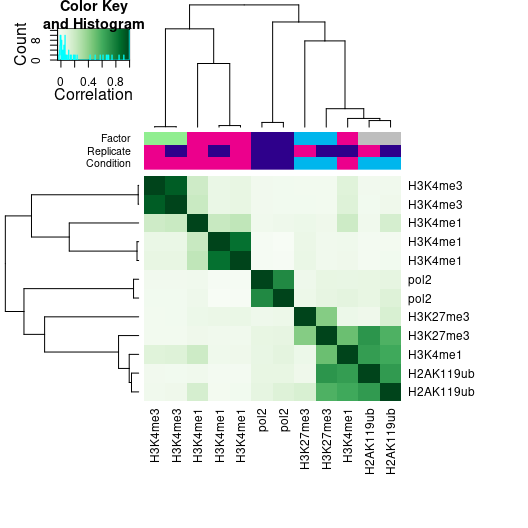 Color Key
and Histogram
Count
0 8
0 0.4 0.8
Correlation
Factor
Replicate
Condition
H3K4me3
H3K4me3
H3K4me1
H3K4me1
H3K4me1
pol2
pol2
H3K27me3
H3K27me3
H3K4me1
H2AK119ub
H2AK119ub
H3K4me3
H3K4me3
H3K4me1
H3K4me1
H3K4me1
pol2
pol2
H3K27me3
H3K27me3
H3K4me1
H2AK119ub
H2AK119ub